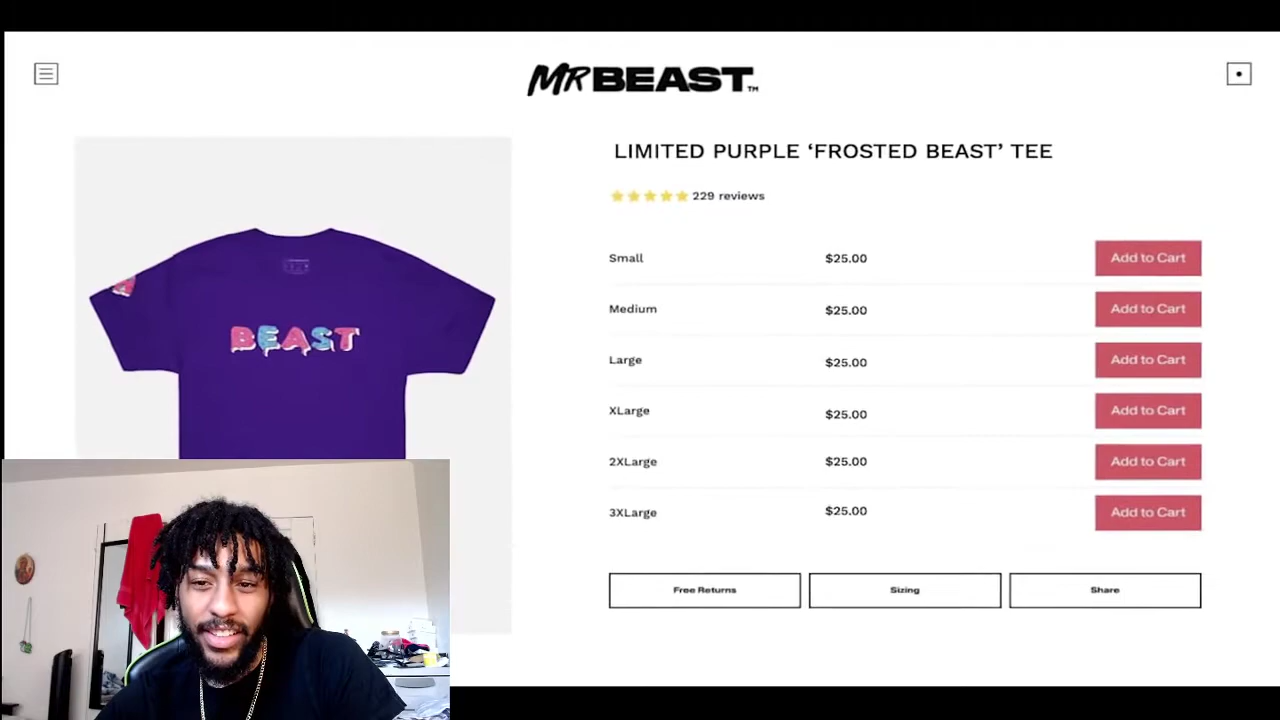 MRBEAST™
LIMITED PURPLE ‘FROSTED BEAST’ TEE
229 reviews
BEAST
Small $25.00 Add to Cart
Medium $25.00 Add to Cart
Large $25.00 Add to Cart
XLarge $25.00 Add to Cart
2XLarge $25.00 Add to Cart
3XLarge $25.00 Add to Cart
Free Returns Sizing Share